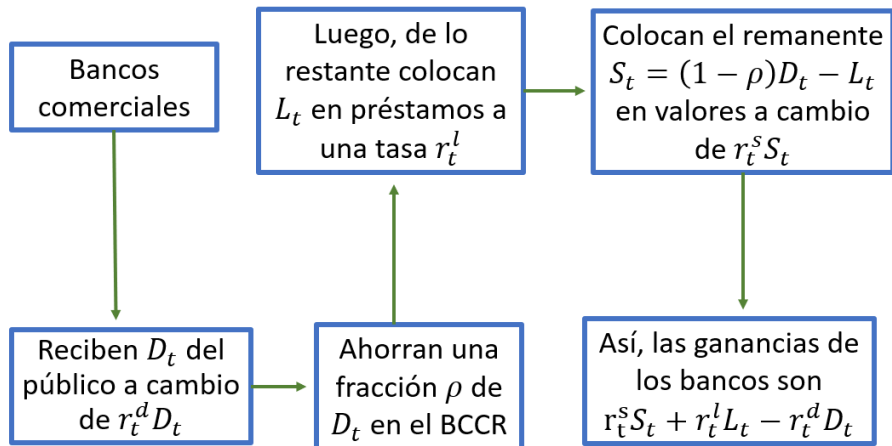 Bancos
comerciales
Reciben $D_t$ del
público a cambio
de $r_t^d D_t$
Ahorran una
fracción $\rho$ de
$D_t$ en el BCCR
Luego, de lo
restante colocan
$L_t$ en préstamos a
una tasa $r_t^l$
Colocan el remanente
$S_t = (1 - \rho)D_t - L_t$
en valores a cambio
de $r_t^s S_t$
Así, las ganancias de
los bancos son
$r_t^s S_t + r_t^l L_t - r_t^d D_t$